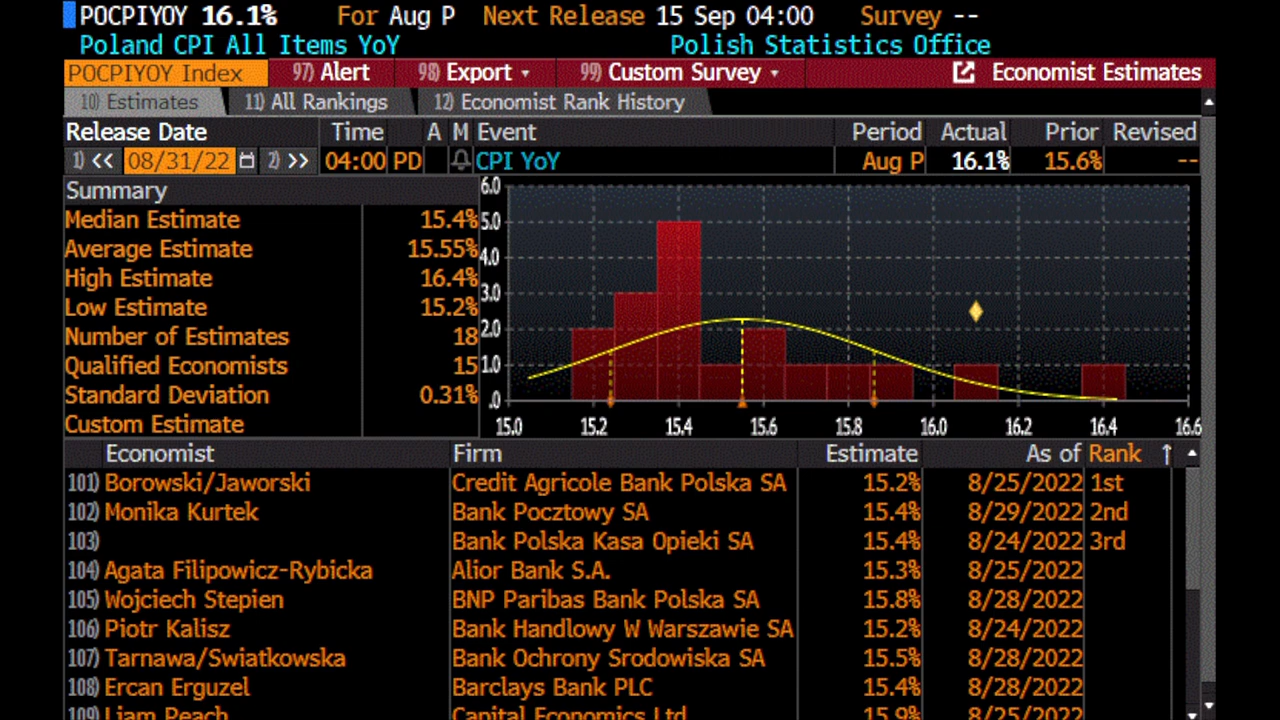 POCPIYOY 16.1% For Aug P Next Release 15 Sep 04:00 Survey --
Poland CPI All Items YoY Polish Statistics Office
POCPIYOY Index 97) Alert 98) Export 99) Custom Survey Economist Estimates
10) Estimates 11) All Rankings 12) Economist Rank History
Release Date Time A M Event Period Actual Prior Revised
1) << 08/31/22 2) >> 04:00 PD CPI YoY Aug P 16.1% 15.6% --
Summary
Median Estimate 15.4%
Average Estimate 15.55%
High Estimate 16.4%
Low Estimate 15.2%
Number of Estimates 18
Qualified Economists 15
Standard Deviation 0.31%
Custom Estimate
6.0
5.0
4.0
3.0
2.0
1.0
.0
15.0 15.2 15.4 15.6 15.8 16.0 16.2 16.4 16.6
Economist Firm Estimate As of Rank ↑
101) Borowski/Jaworski Credit Agricole Bank Polska SA 15.2% 8/25/2022 1st
102) Monika Kurtek Bank Pocztowy SA 15.4% 8/29/2022 2nd
103) Bank Polska Kasa Opieki SA 15.4% 8/24/2022 3rd
104) Agata Filipowicz-Rybicka Alior Bank S.A. 15.3% 8/25/2022
105) Wojciech Stepien BNP Paribas Bank Polska SA 15.8% 8/28/2022
106) Piotr Kalisz Bank Handlowy W Warszawie SA 15.2% 8/24/2022
107) Tarnawa/Swiatkowska Bank Ochrony Srodowiska SA 15.5% 8/28/2022
108) Ercan Erguzel Barclays Bank PLC 15.4% 8/28/2022
109) Liam Peach Capital Economics Ltd 15.9% 8/25/2022